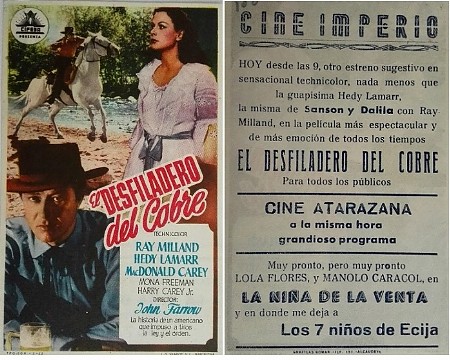 CIFESA
PRESENTA
EL DESFILADERO
del Cobre
TECHNICOLOR
RAY MILLAND
HEDY LAMARR
MacDONALD CAREY
MONA FREEMAN
HARRY CAREY Jr.
DIRECTOR:
John Farrow
La historia de un americano
que impuso a tiros
la ley y el orden.
CINE IMPERIO
HOY desde las 9, otro estreno sugestivo en
sensacional technicolor, nada menos que
la guapísima Hedy Lamarr,
la misma de Sanson y Dalila con Ray-
Milland, en la película más espectacular y
de más emoción de todos los tiempos
EL DESFILADERO DEL COBRE
Para todos los públicos
CINE ATARAZANA
a la misma hora
grandioso programa
Muy pronto, pero muy pronto
LOLA FLORES, y MANOLO CARACOL, en
LA NIÑA DE LA VENTA
y en donde me deja a
Los 7 niños de Ecija